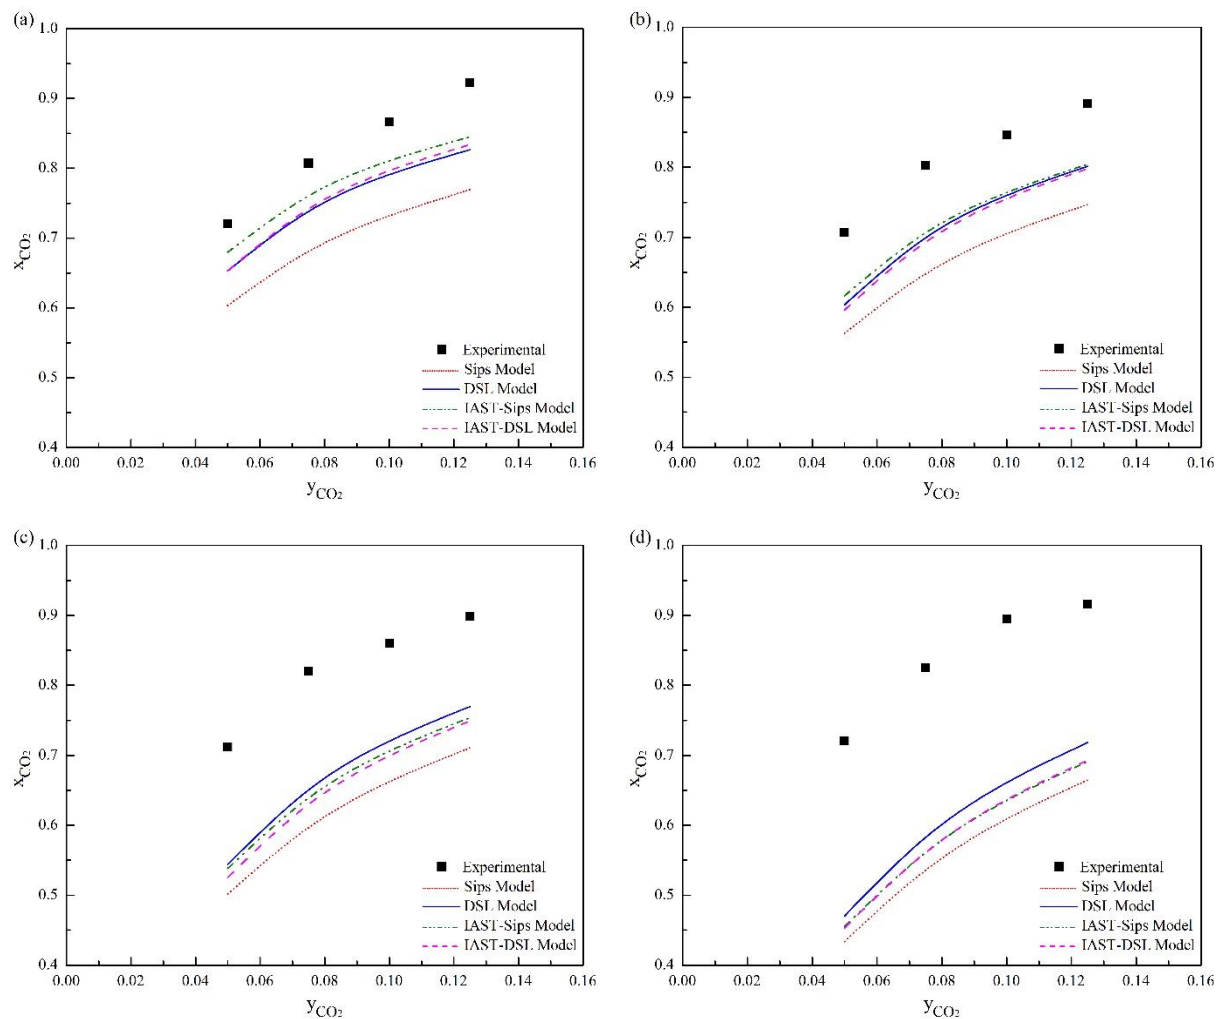 (a)
1.0
0.9
0.8
0.7
0.6
0.5
0.4
xCO2
0.00 0.02 0.04 0.06 0.08 0.10 0.12 0.14 0.16
yCO2
Experimental
Sips Model
DSL Model
IAST-Sips Model
IAST-DSL Model
(b)
1.0
0.9
0.8
0.7
0.6
0.5
0.4
xCO2
0.00 0.02 0.04 0.06 0.08 0.10 0.12 0.14 0.16
yCO2
Experimental
Sips Model
DSL Model
IAST-Sips Model
IAST-DSL Model
(c)
1.0
0.9
0.8
0.7
0.6
0.5
0.4
xCO2
0.00 0.02 0.04 0.06 0.08 0.10 0.12 0.14 0.16
yCO2
Experimental
Sips Model
DSL Model
IAST-Sips Model
IAST-DSL Model
(d)
1.0
0.9
0.8
0.7
0.6
0.5
0.4
xCO2
0.00 0.02 0.04 0.06 0.08 0.10 0.12 0.14 0.16
yCO2
Experimental
Sips Model
DSL Model
IAST-Sips Model
IAST-DSL Model